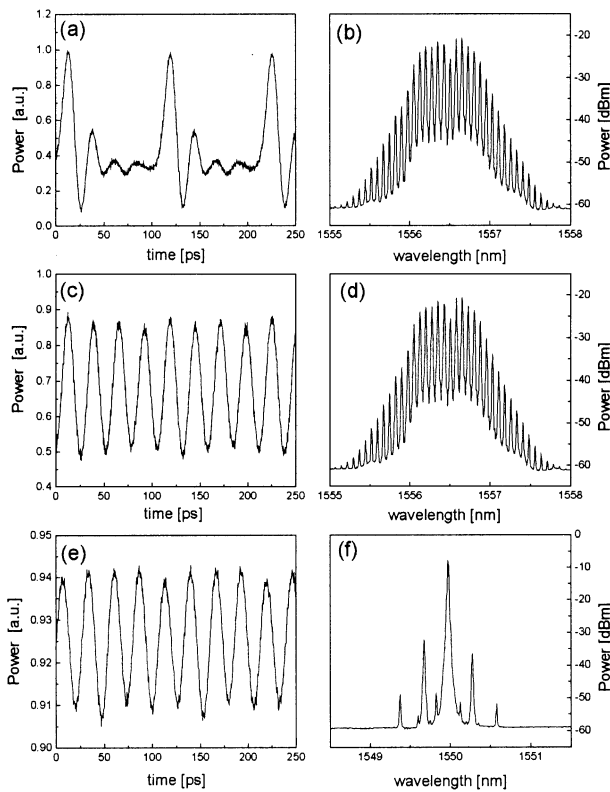 (a)
Power [a.u.]
1.2
1.0
0.8
0.6
0.4
0.2
0.0
0 50 100 150 200 250
time [ps]
(b)
Power [dBm]
-20
-30
-40
-50
-60
1555 1556 1557 1558
wavelength [nm]
(c)
Power [a.u.]
1.0
0.9
0.8
0.7
0.6
0.5
0.4
0 50 100 150 200 250
time [ps]
(d)
Power [dBm]
-20
-30
-40
-50
-60
1555 1556 1557 1558
wavelength [nm]
(e)
Power [a.u.]
0.95
0.94
0.93
0.92
0.91
0.90
0 50 100 150 200 250
time [ps]
(f)
Power [dBm]
0
-10
-20
-30
-40
-50
-60
1549 1550 1551
wavelength [nm]